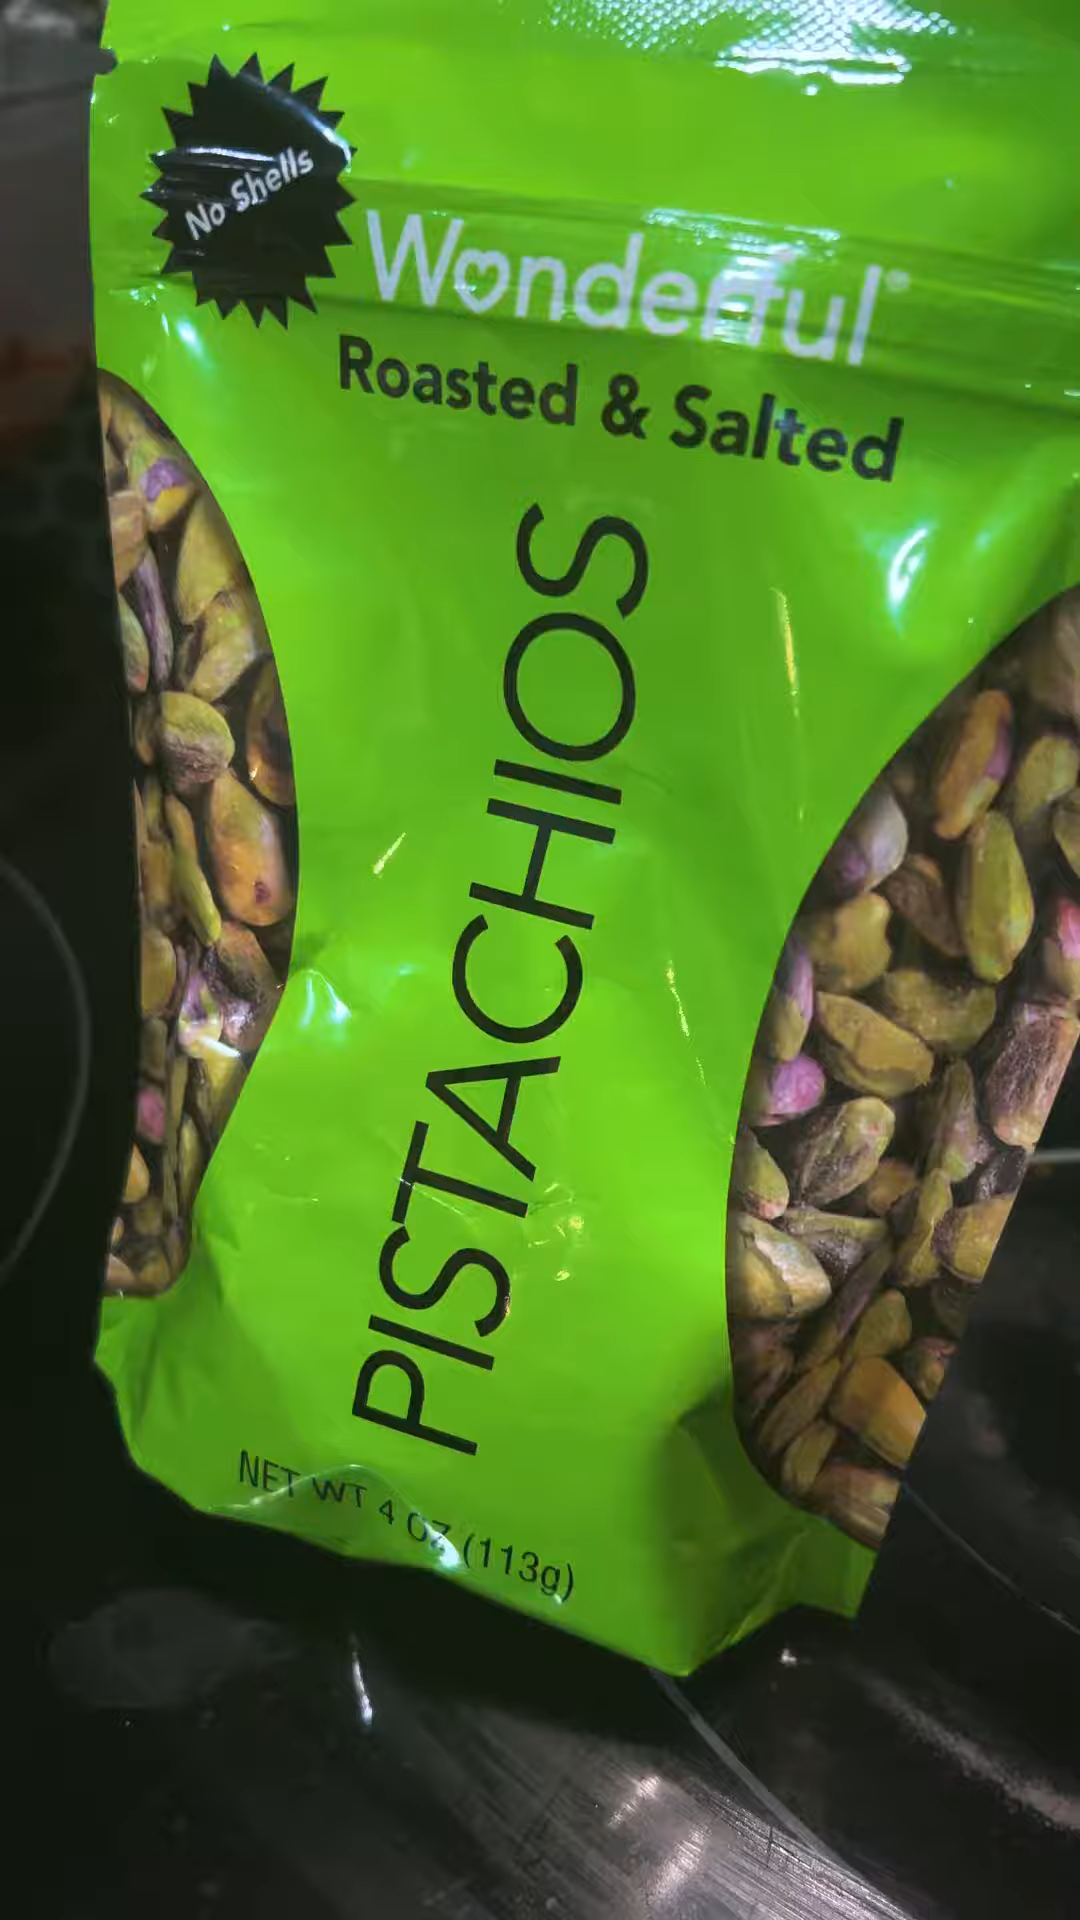 No Shells
Wonderful®
Roasted & Salted
PISTACHIOS
NET WT 4 OZ (113g)